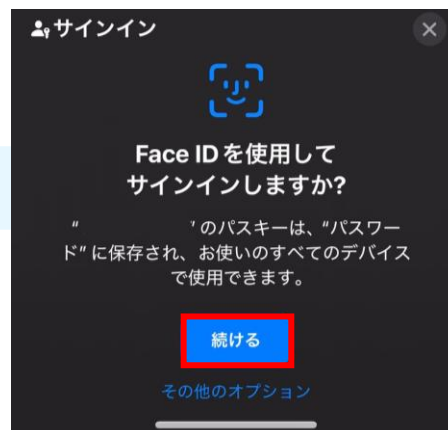 サインイン
Face IDを使用して
サインインしますか?
“ ”のパスキーは、“パスワー
ド”に保存され、お使いのすべてのデバイス
で使用できます。
続ける
その他のオプション